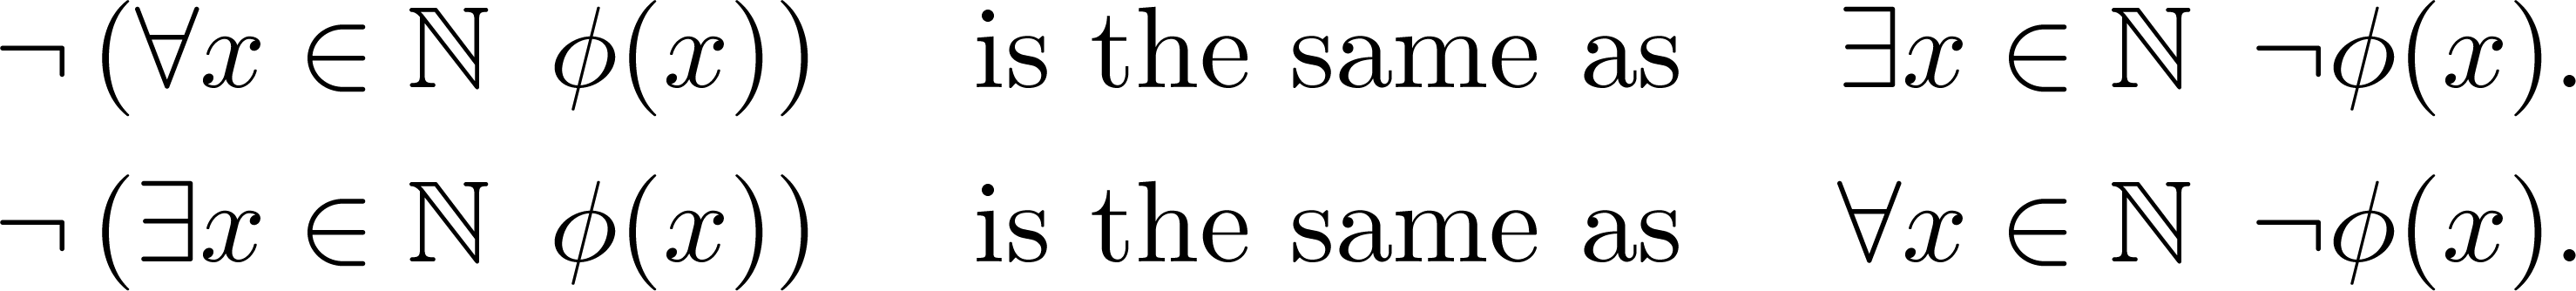 ¬ (∀x ∈ ℕ ϕ(x)) is the same as ∃x ∈ ℕ ¬ϕ(x).
¬ (∃x ∈ ℕ ϕ(x)) is the same as ∀x ∈ ℕ ¬ϕ(x).